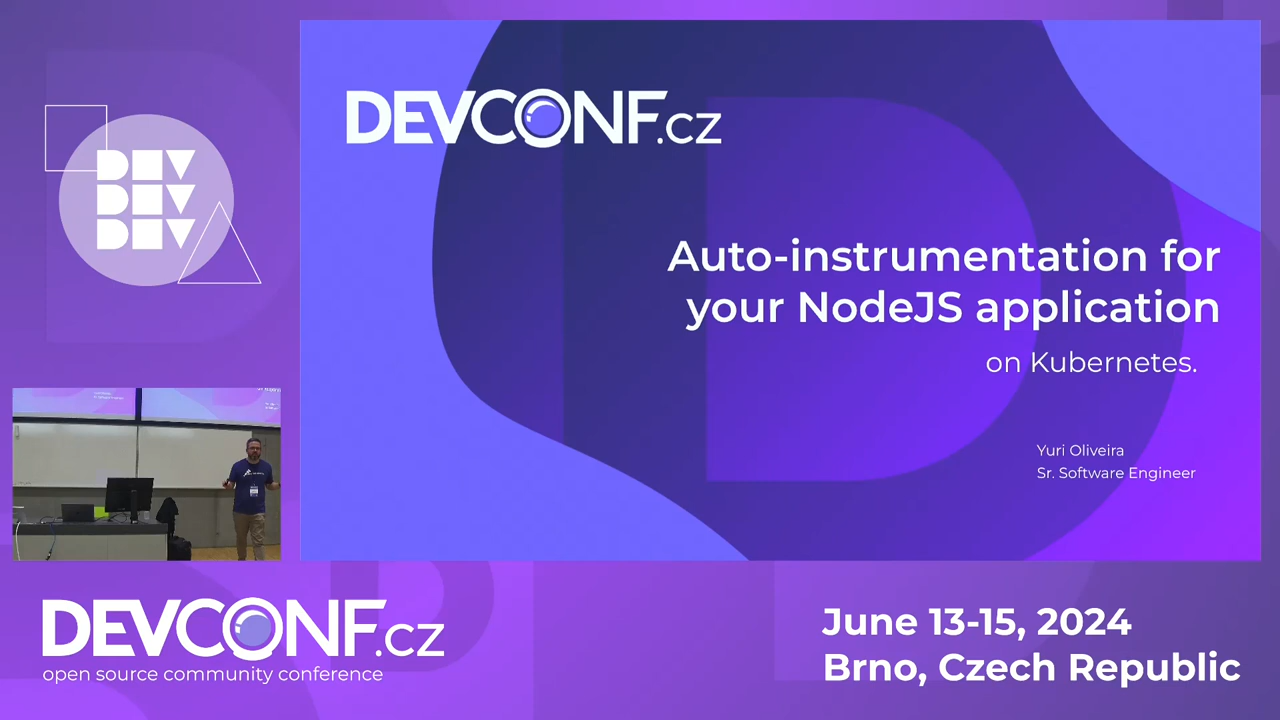 DEV
DEV
DEV
DEVCONF.cz
Auto-instrumentation for
your NodeJS application
on Kubernetes.
Yuri Oliveira
Sr. Software Engineer
DEVCONF.cz
open source community conference
June 13-15, 2024
Brno, Czech Republic